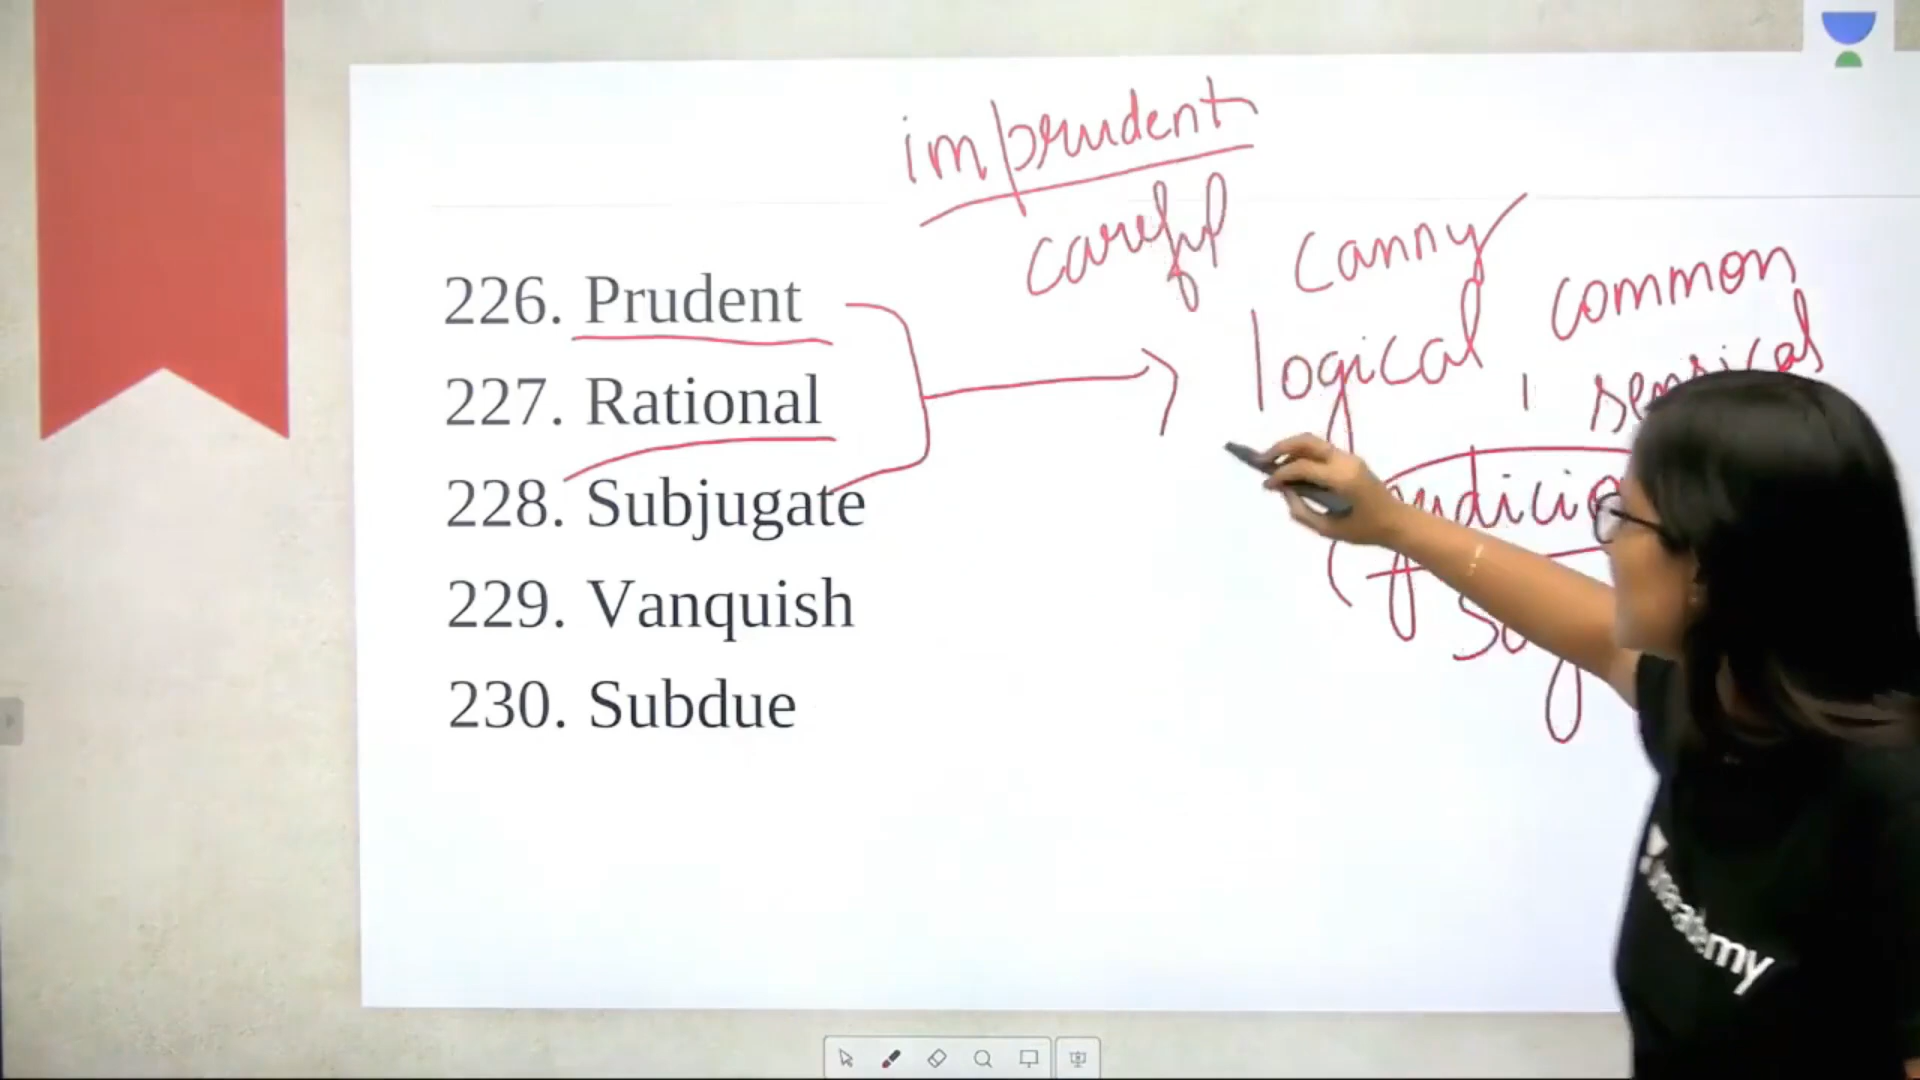 imprudent
careful canny
226. Prudent
common
logical
227. Rational
228. Subjugate
229. Vanquish
230. Subdue